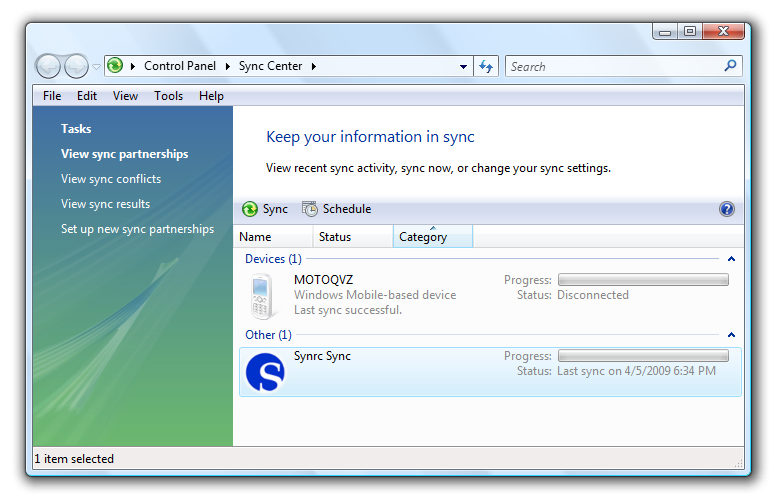 Control Panel Sync Center
Search
File Edit View Tools Help
Tasks
View sync partnerships
View sync conflicts
View sync results
Set up new sync partnerships
Keep your information in sync
View recent sync activity, sync now, or change your sync settings.
Sync Schedule
?
Name Status Category
Devices (1)
MOTOQVZ
Windows Mobile-based device
Last sync successful.
Progress:
Status: Disconnected
Other (1)
S
Synrc Sync
Progress:
Status: Last sync on 4/5/2009 6:34 PM
1 item selected